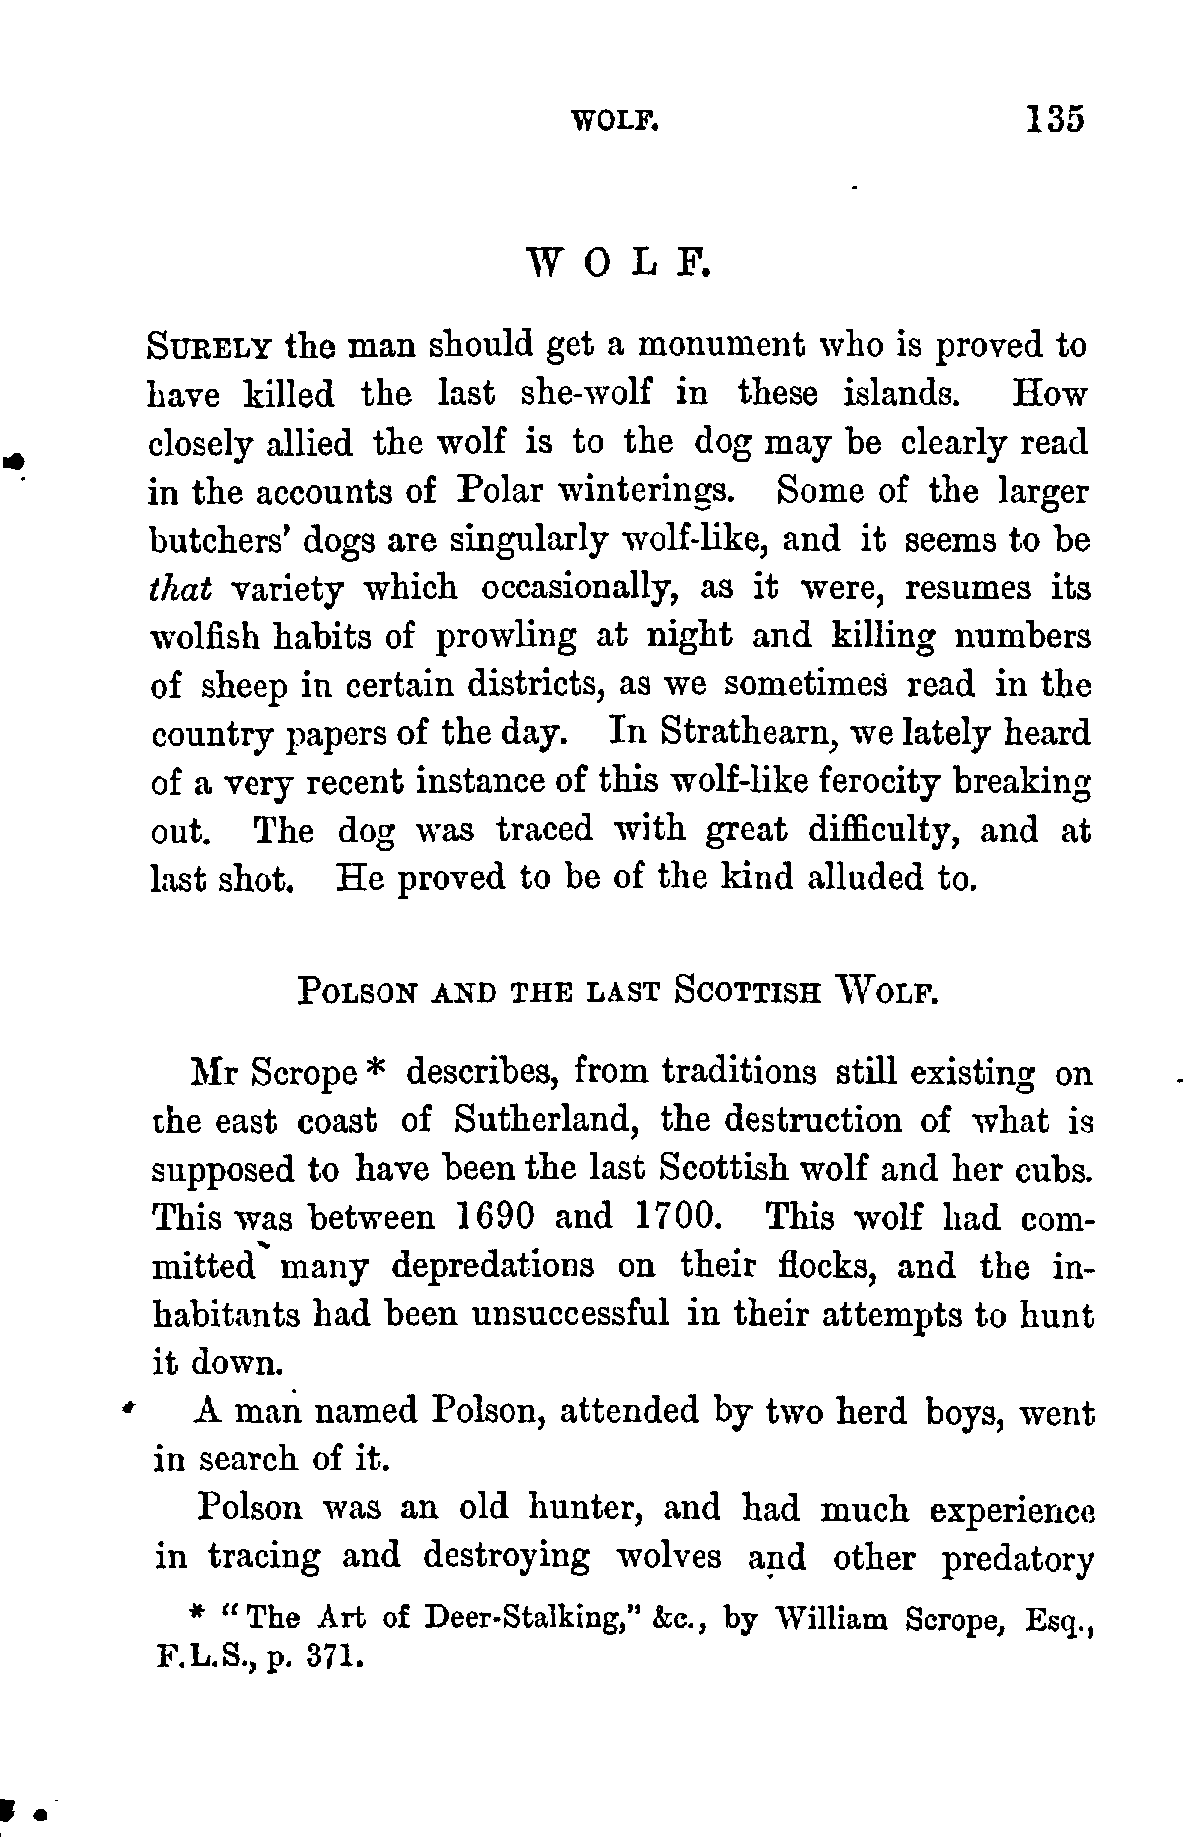 WOLF. 135
WOLF.
SURELY the man should get a monument who is proved to
have killed the last she-wolf in these islands. How
closely allied the wolf is to the dog may be clearly read
in the accounts of Polar winterings. Some of the larger
butchers' dogs are singularly wolf-like, and it seems to be
that variety which occasionally, as it were, resumes its
wolfish habits of prowling at night and killing numbers
of sheep in certain districts, as we sometimes read in the
country papers of the day. In Strathearn, we lately heard
of a very recent instance of this wolf-like ferocity breaking
out. The dog was traced with great difficulty, and at
last shot. He proved to be of the kind alluded to.
POLSON AND THE LAST SCOTTISH WOLF.
Mr Scrope * describes, from traditions still existing on
the east coast of Sutherland, the destruction of what is
supposed to have been the last Scottish wolf and her cubs.
This was between 1690 and 1700. This wolf had com-
mitted many depredations on their flocks, and the in-
habitants had been unsuccessful in their attempts to hunt
it down.
A man named Polson, attended by two herd boys, went
in search of it.
Polson was an old hunter, and had much experience
in tracing and destroying wolves and other predatory
* "The Art of Deer-Stalking," &c., by William Scrope, Esq.,
F.L.S., p. 371.